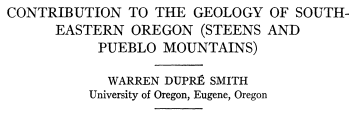 CONTRIBUTION TO THE GEOLOGY OF SOUTH-
EASTERN OREGON (STEENS AND
PUEBLO MOUNTAINS)
WARREN DUPRÉ SMITH
University of Oregon, Eugene, Oregon